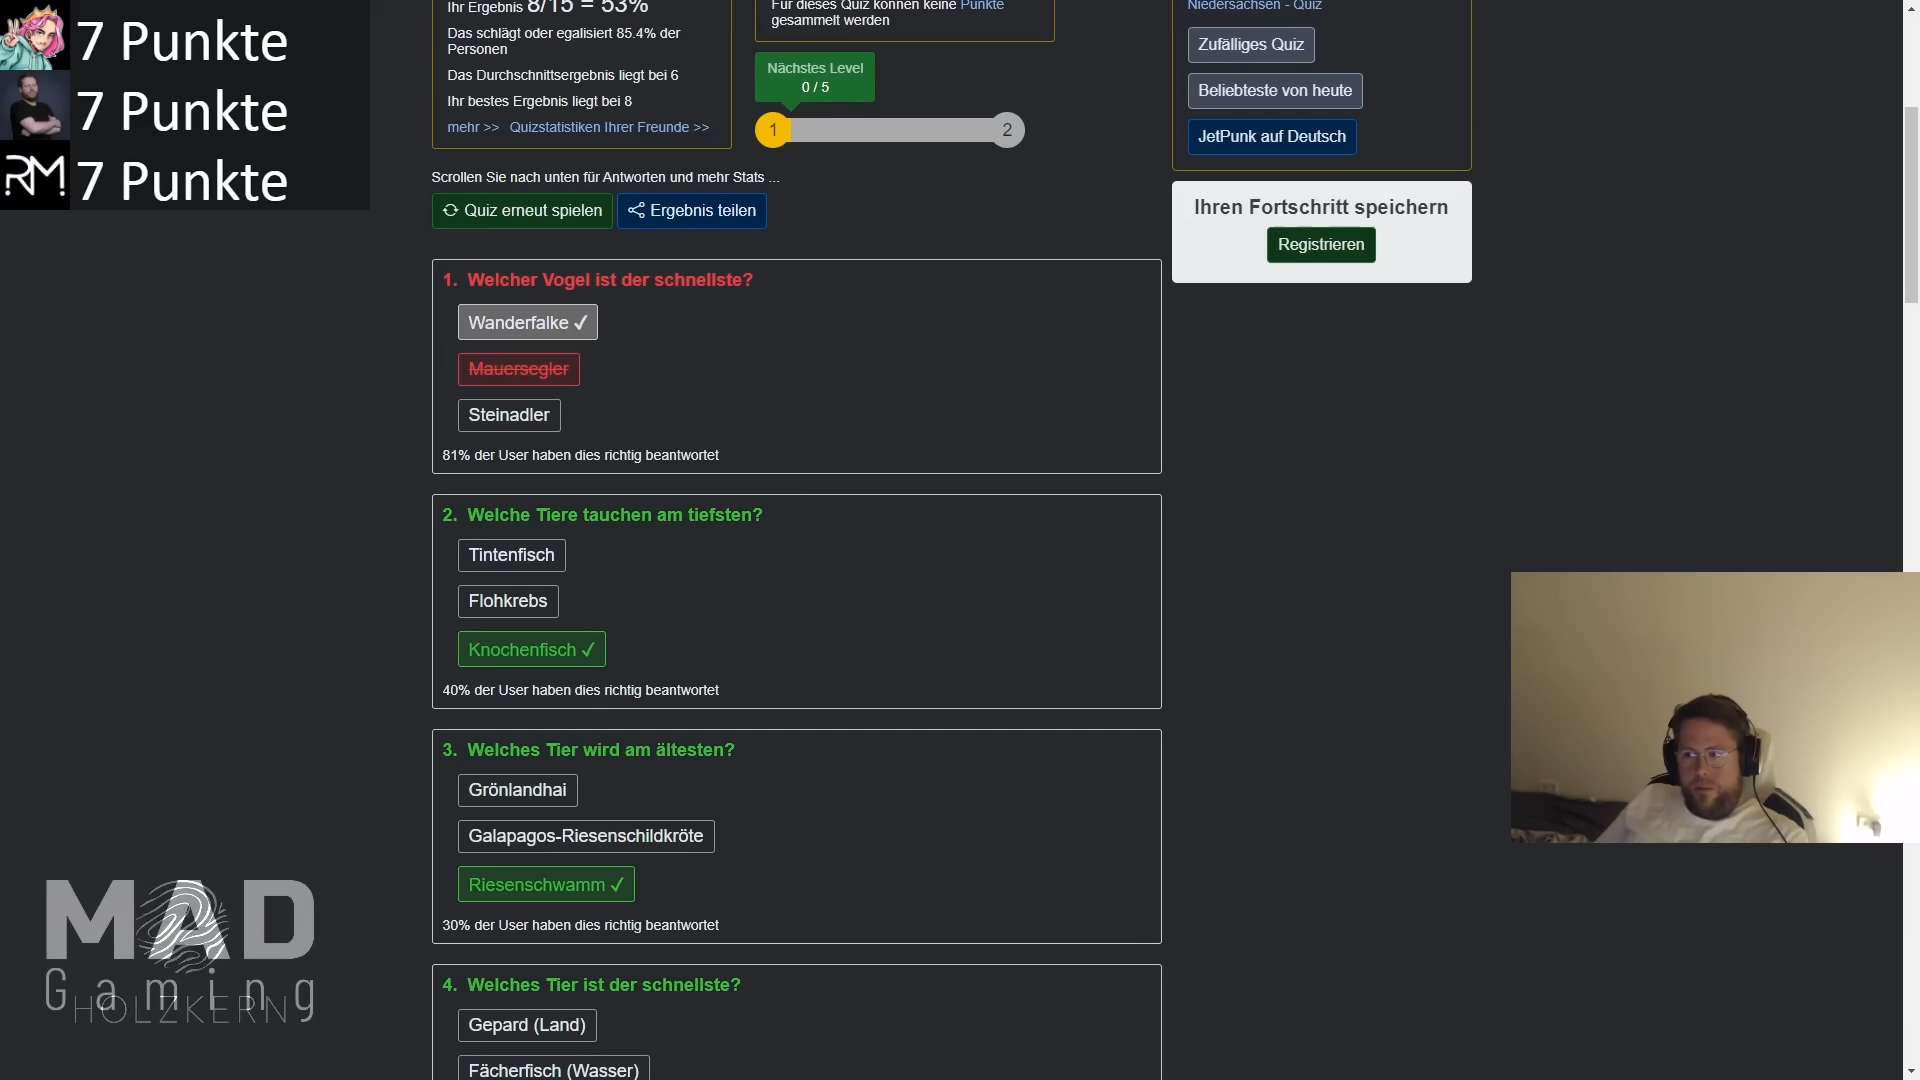 7 Punkte
7 Punkte
RM 7 Punkte
Ihr Ergebnis 8/15 = 53%
Das schlägt oder egalisiert 85.4% der
Personen
Das Durchschnittsergebnis liegt bei 6
Ihr bestes Ergebnis liegt bei 8
mehr >> Quizstatistiken Ihrer Freunde >>
Für dieses Quiz können keine Punkte
gesammelt werden
Nächstes Level
0 / 5
1
2
Niedersachsen - Quiz
Zufälliges Quiz
Beliebteste von heute
JetPunk auf Deutsch
Ihren Fortschritt speichern
Registrieren
Scrollen Sie nach unten für Antworten und mehr Stats ...
Quiz erneut spielen
Ergebnis teilen
1. Welcher Vogel ist der schnellste?
Wanderfalke ✓
Mauersegler
Steinadler
81% der User haben dies richtig beantwortet
2. Welche Tiere tauchen am tiefsten?
Tintenfisch
Flohkrebs
Knochenfisch ✓
40% der User haben dies richtig beantwortet
3. Welches Tier wird am ältesten?
Grönlandhai
Galapagos-Riesenschildkröte
Riesenschwamm ✓
30% der User haben dies richtig beantwortet
4. Welches Tier ist der schnellste?
Gepard (Land)
Fächerfisch (Wasser)
MAD
Gaming
HOLZKERN